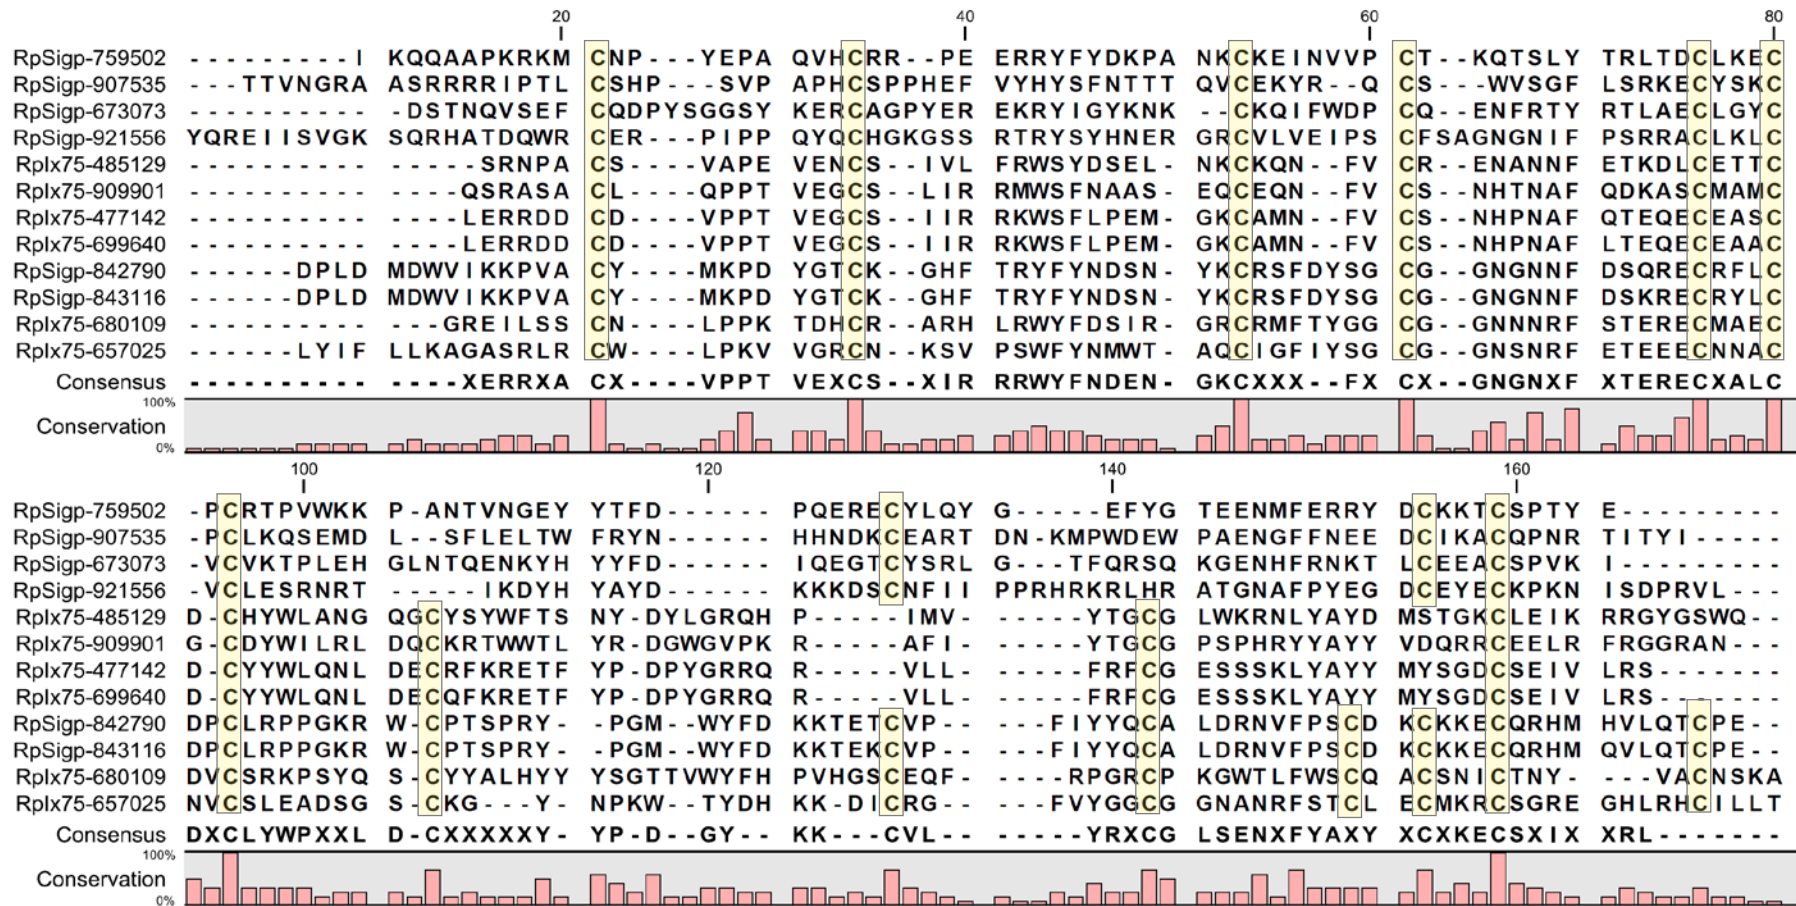 20 40 60 80
RpSigp-759502 - - - - - - - - - I KQQAAPKRKM CNP- - - YEPA QVHCRR- - PE ERRYFYDKPA NKCKEINVVP CT- - KQTSLY TRLTDCLKEC
RpSigp-907535 - - - TTVNGRA ASRRRRIPTL CSHP- - - SVP APHCSPPHEF VYHYSFNTTT QVCEKYR- - Q CS- - - WVSGF LSRKECYSKC
RpSigp-673073 - - - - - - - - - - -DSTNQVSEF CQDPYSGGSY KERCAGPYER EKRYIGYKNK - - CKQIFWDP CQ- - ENFRTY RTLAECLGYC
RpSigp-921556 YQREIISVGK SQRHATDQWR CER- - - PIPP QYQCHGKGSS RTRYSYHNER GRCVLVEIPS CFSAGNGNIF PSRRACLKLC
RpIx75-485129 - - - - - - - - - - - - - - - SRNPA CS- - - - VAPE VENCS- - IVL FRWSYDSEL- NKCKQN- - FV CR- - ENANNF ETKDLCETTC
RpIx75-909901 - - - - - - - - - - - - - - QSRASA CL- - - - QPPT VEGCS- - LIR RMWSFNAAS- EQCEQN- - FV CS- - NHTNAF QDKASCMAMC
RpIx75-477142 - - - - - - - - - - - - - - LERRDD CD- - - - VPPT VEGCS- - IIR RKWSFLPEM- GKCAMN- - FV CS- - NHPNAF QTEQECEASC
RpIx75-699640 - - - - - - - - - - - - - - LERRDD CD- - - - VPPT VEGCS- - IIR RKWSFLPEM- GKCAMN- - FV CS- - NHPNAF LTEQECEAAC
RpSigp-842790 - - - - - - DPLD MDWVIKKPVA CY- - - - MKPD YGTCK- - GHF TRYFYNDSN- YKCRSFDYSG CG- - GNGNNF DSQRECRFLC
RpSigp-843116 - - - - - - DPLD MDWVIKKPVA CY- - - - MKPD YGTCK- - GHF TRYFYNDSN- YKCRSFDYSG CG- - GNGNNF DSKRECRYLC
RpIx75-680109 - - - - - - - - - - - - - GREILSS CN- - - - LPPK TDHCR- - ARH LRWYFDSIR- GRCRMFTYGG CG- - GNNNRF STERECMAEC
RpIx75-657025 - - - - - - LYIF LLKAGASRLR CW- - - - LPKV VGRCN- - KSV PSWFYNMWT- AQCIGFIYSG CG- - GNSNRF ETEEECNNAC
Consensus - - - - - - - - - - - - - - XERRXA CX- - - - VPPT VEXCS- - XIR RRWYFNDEN- GKCXXX- - FX CX- - GNGNXF XTERECXALC
100%
Conservation
0%
100 120 140 160
RpSigp-759502 -PCRTPVWKK P-ANTVNGEY YTFD- - - - - - PQERECYLQY G- - - - - EFYG TEENMFERRY DCKKTCSPTY E- - - - - - - - -
RpSigp-907535 -PCLKQSEMD L- - SFLELTW FRYN- - - - - - HHNDKCEART DN-KMPWDEW PAENGFFNEE DCIKACQPNR TITYI- - - - -
RpSigp-673073 -VCVKTPLEH GLNTQENKYH YYFD- - - - - - IQEGTCYSRL G- - - TFQRSQ KGENHFRNKT LCEEACSPVK I- - - - - - - - -
RpSigp-921556 -VCLESRNRT - - - - - IKDYH YAYD- - - - - - KKKDSCNFII PPRHRKRLHR ATGNAFPYEG DCEYECKPKN ISDPRVL- - -
RpIx75-485129 D-CHYWLANG QGCYSYWFTS NY-DYLGRQH P- - - - - IMV- - - - - - YTGCG LWKRNLYAYD MSTGKCLEIK RRGYGSWQ- -
RpIx75-909901 G-CDYWILRL DQCKRTWWTL YR-DGWGVPK R- - - - - AFI- - - - - - YTGCG PSPHRYYAYY VDQRRCEELR FRGGRAN- - -
RpIx75-477142 D-CYYWLQNL DECRFKRETF YP-DPYGRRQ R- - - - - VLL- - - - - - FRFCG ESSSKLYAYY MYSGDCSEIV LRS- - - - - - -
RpIx75-699640 D-CYYWLQNL DECQFKRETF YP-DPYGRRQ R- - - - - VLL- - - - - - FRFCG ESSSKLYAYY MYSGDCSEIV LRS- - - - - - -
RpSigp-842790 DPCLRPPGKR W-CPTSPRY- -PGM- - WYFD KKTETCVP- - - - - FIYYQCA LDRNVFPSCD KCKKECQRHM HVLQTCPE- -
RpSigp-843116 DPCLRPPGKR W-CPTSPRY- -PGM- - WYFD KKTEKCVP- - - - - FIYYQCA LDRNVFPSCD KCKKECQRHM QVLQTCPE- -
RpIx75-680109 DVCSRKPSYQ S-CYYALHYY YSGTTVWYFH PVHGSCEQF- - - - - RPGRCP KGWTLFWSCQ ACSNICTNY- - - - VACNSKA
RpIx75-657025 NVCSLEADSG S-CKG- - - Y- NPKW- - TYDH KK-DICRG- - - - - FVYGGCG GNANRFSTCL ECMKRCSGRE GHLRHCILLT
Consensus DXCLYWPXXL D-CXXXXXY- YP-D- - GY- - KK- - - CVL- - - - - - - YRXCG LSENXFYAXY XCXKECSXIX XRL- - - - - - -
100%
Conservation
0%